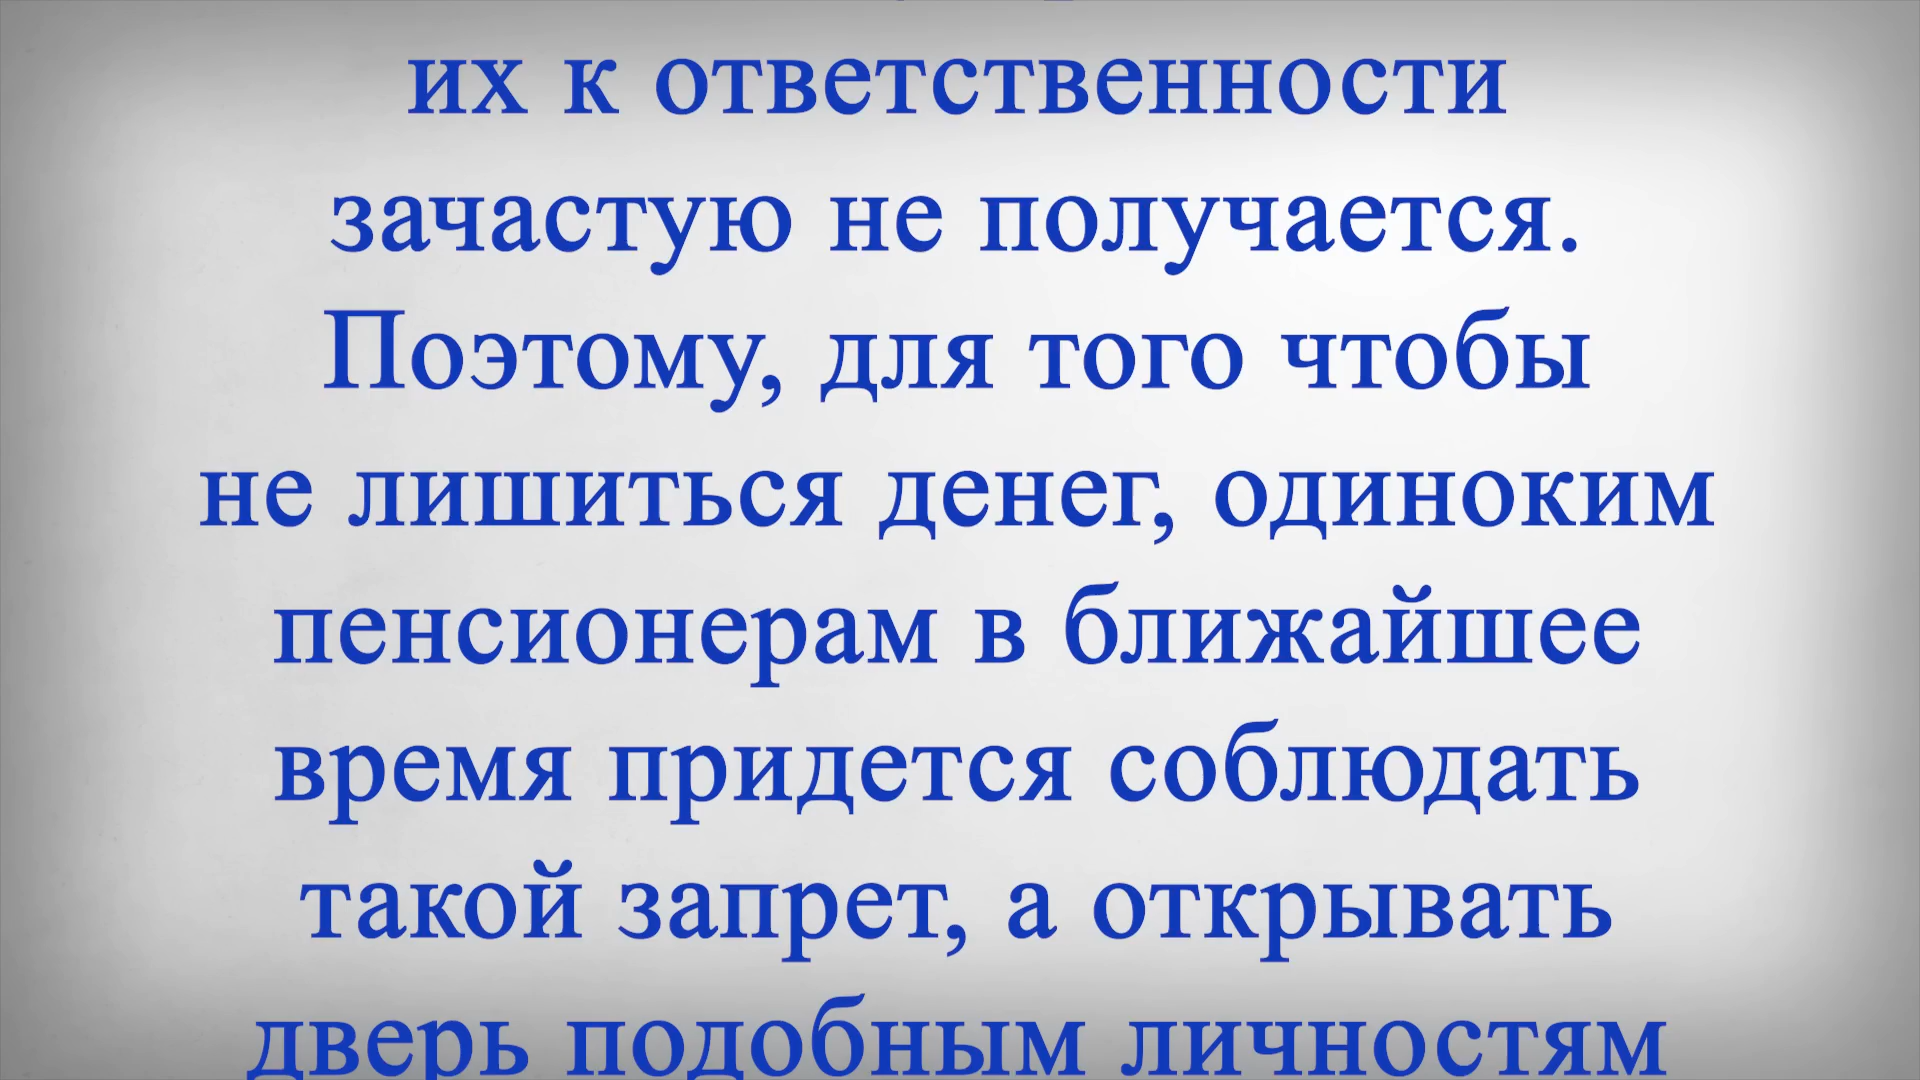 их к ответственности
зачастую не получается.
Поэтому, для того чтобы
не лишиться денег, одиноким
пенсионерам в ближайшее
время придется соблюдать
такой запрет, а открывать
дверь подобным личностям